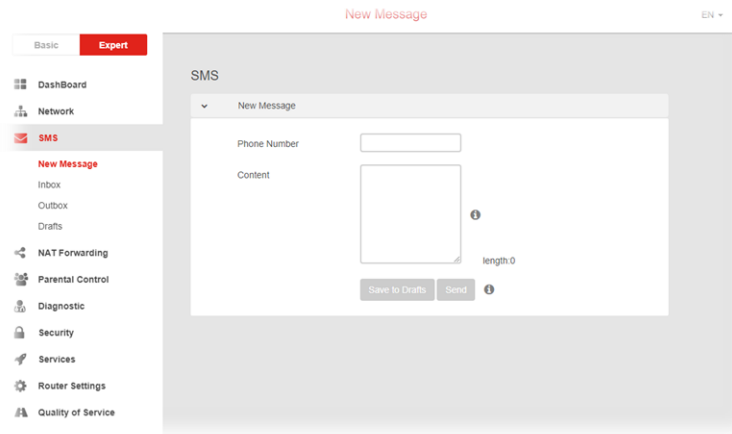 New Message
EN
Basic
Expert
DashBoard
Network
SMS
New Message
Inbox
Outbox
Drafts
NAT Forwarding
Parental Control
Diagnostic
Security
Services
Router Settings
Quality of Service
SMS
New Message
Phone Number
Content
length:0
Save to Drafts
Send